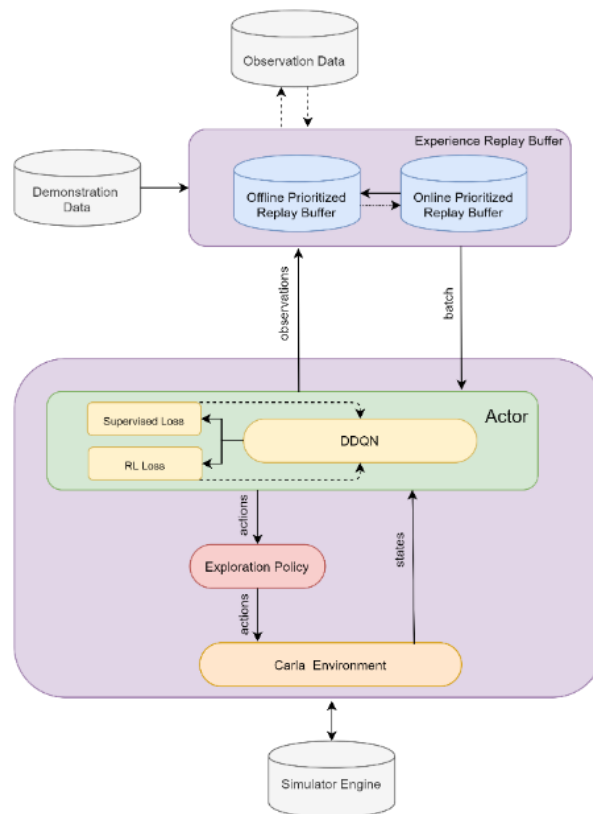 Observation Data
Experience Replay Buffer
Demonstration
Data
Offline Prioritized
Replay Buffer
Online Prioritized
Replay Buffer
observations
batch
Actor
Supervised Loss
DDQN
RL Loss
actions
states
Exploration Policy
actions
Carla Environment
Simulator Engine